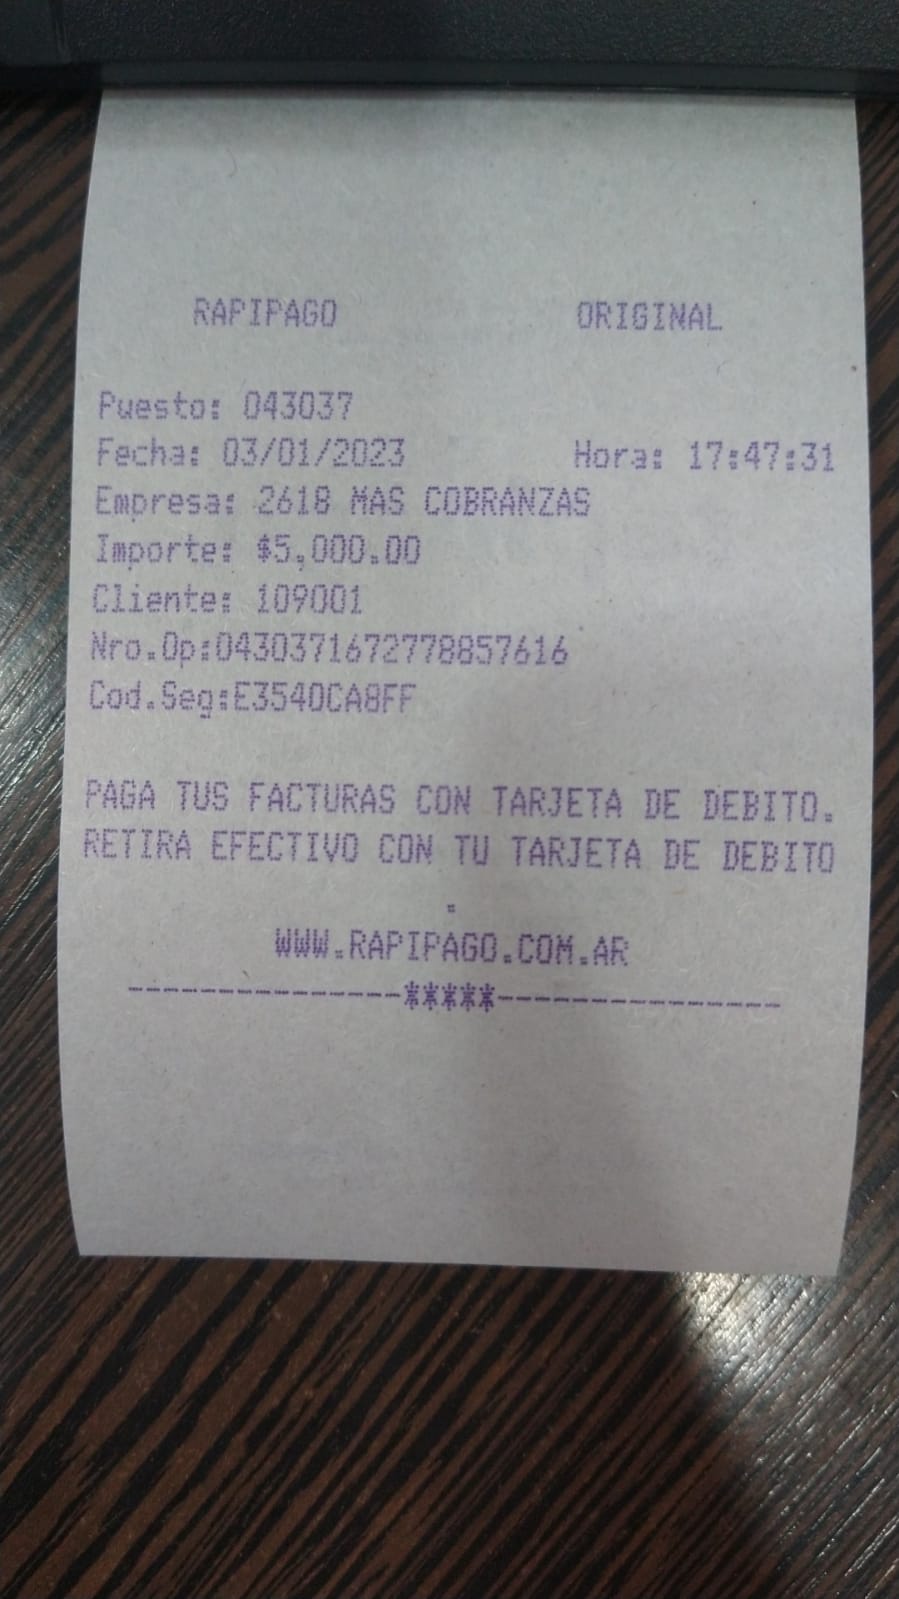 RAPIPAGO ORIGINAL
Puesto: 043037
Fecha: 03/01/2023 Hora: 17:47:31
Empresa: 2618 MAS COBRANZAS
Importe: $5,000.00
Cliente: 109001
Nro.Op:0430371672778857616
Cod.Seg:E3540CA8FF
PAGA TUS FACTURAS CON TARJETA DE DEBITO.
RETIRA EFECTIVO CON TU TARJETA DE DEBITO
.
WWW.RAPIPAGO.COM.AR
---------------*****----------------